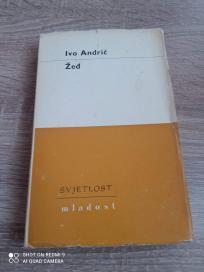 Ivo Andrić
Žeđ
SVJETLOST
mladost
SHOT ON REDMI 9
AI QUAD CAMERA